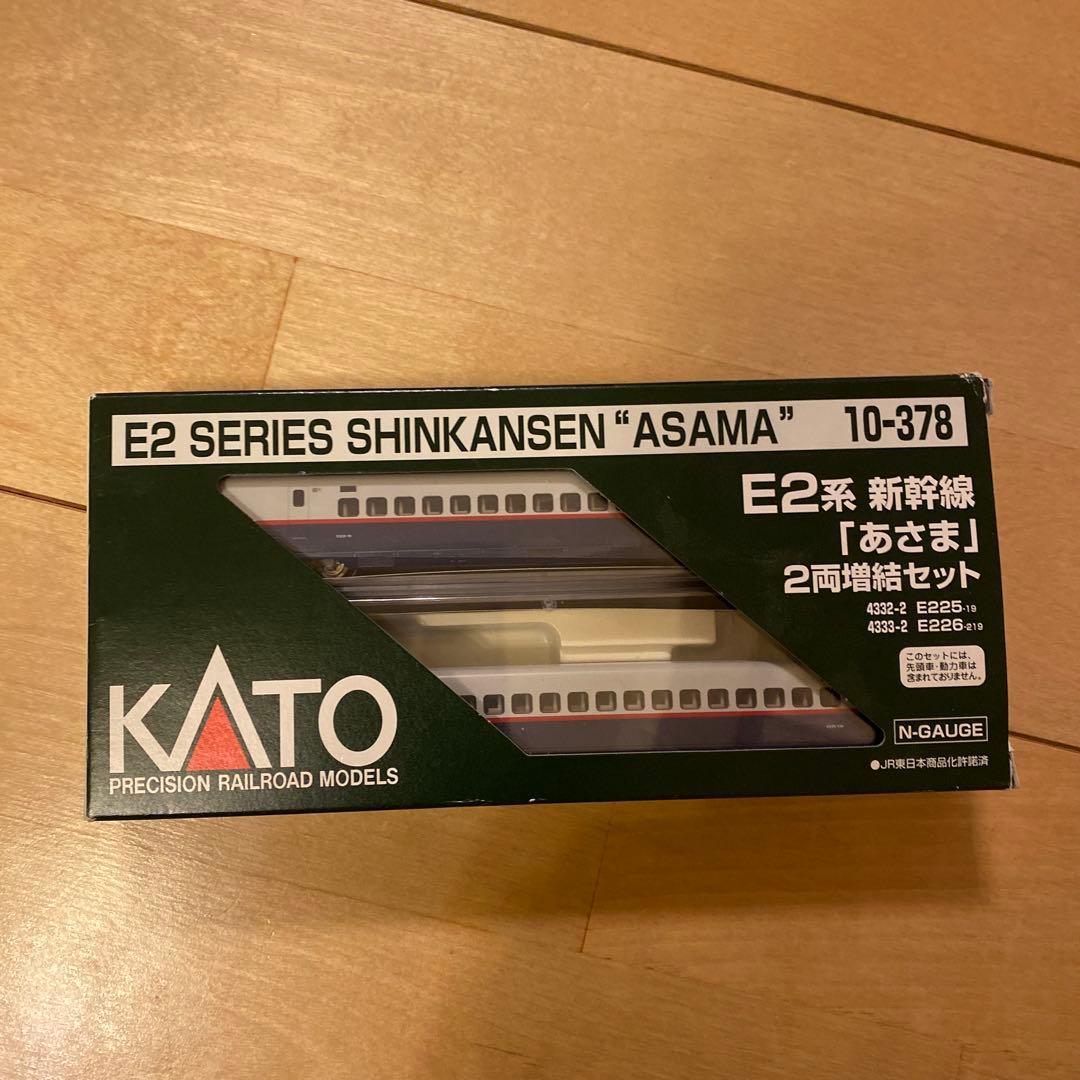 E2 SERIES SHINKANSEN “ASAMA” 10-378
E2系 新幹線
「あさま」
2両増結セット
4332-2 E225-19
4333-2 E226-219
このセットには、
先頭車・動力車は
含まれておりません。
N-GAUGE
●JR東日本商品化許諾済
KATO
PRECISION RAILROAD MODELS